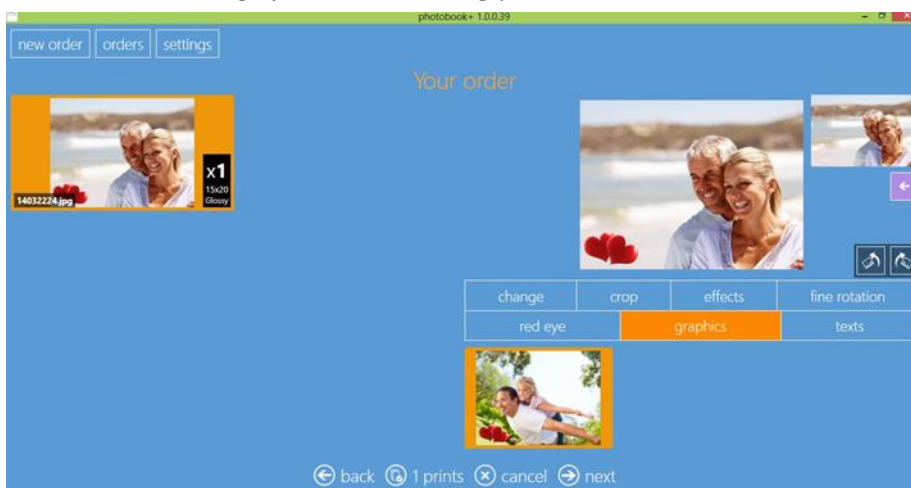 photobook+ 1.0.0.39
new order orders settings
Your order
x1
15x20
Glossy
14032224.jpg
change crop effects fine rotation
red eye graphics texts
back 1 prints cancel next